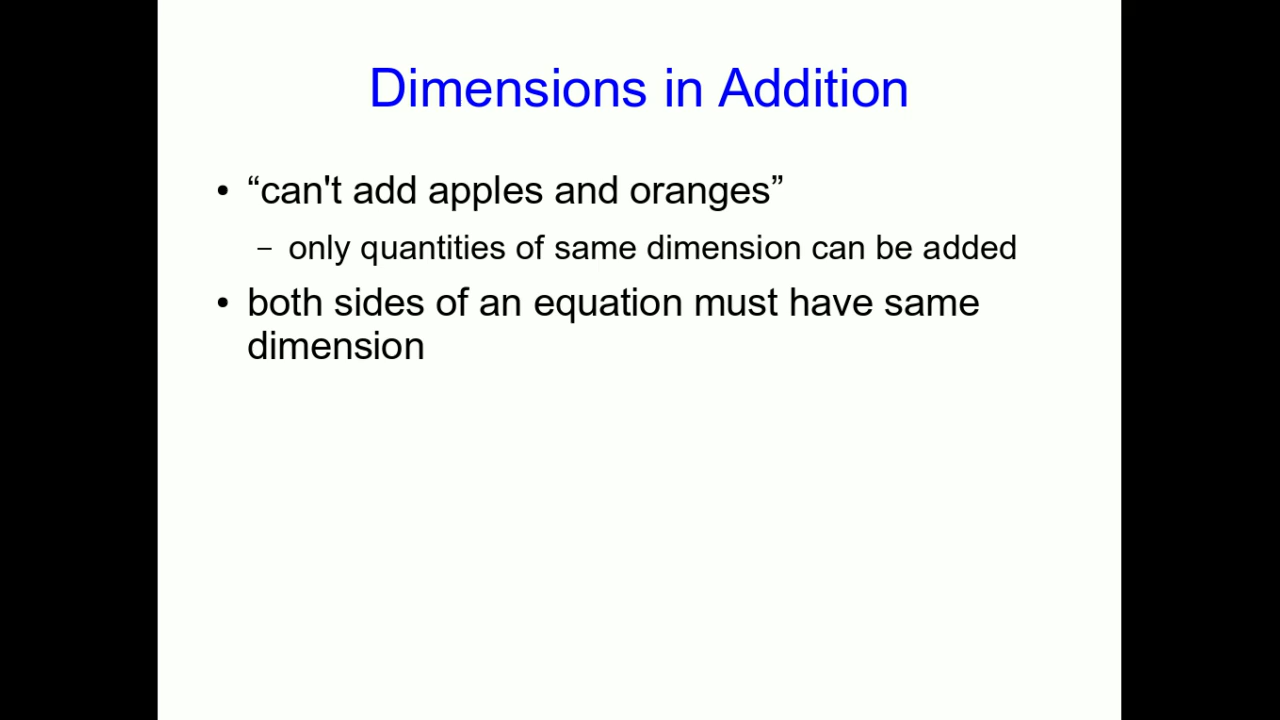 Dimensions in Addition
• “can't add apples and oranges”
– only quantities of same dimension can be added
• both sides of an equation must have same
dimension